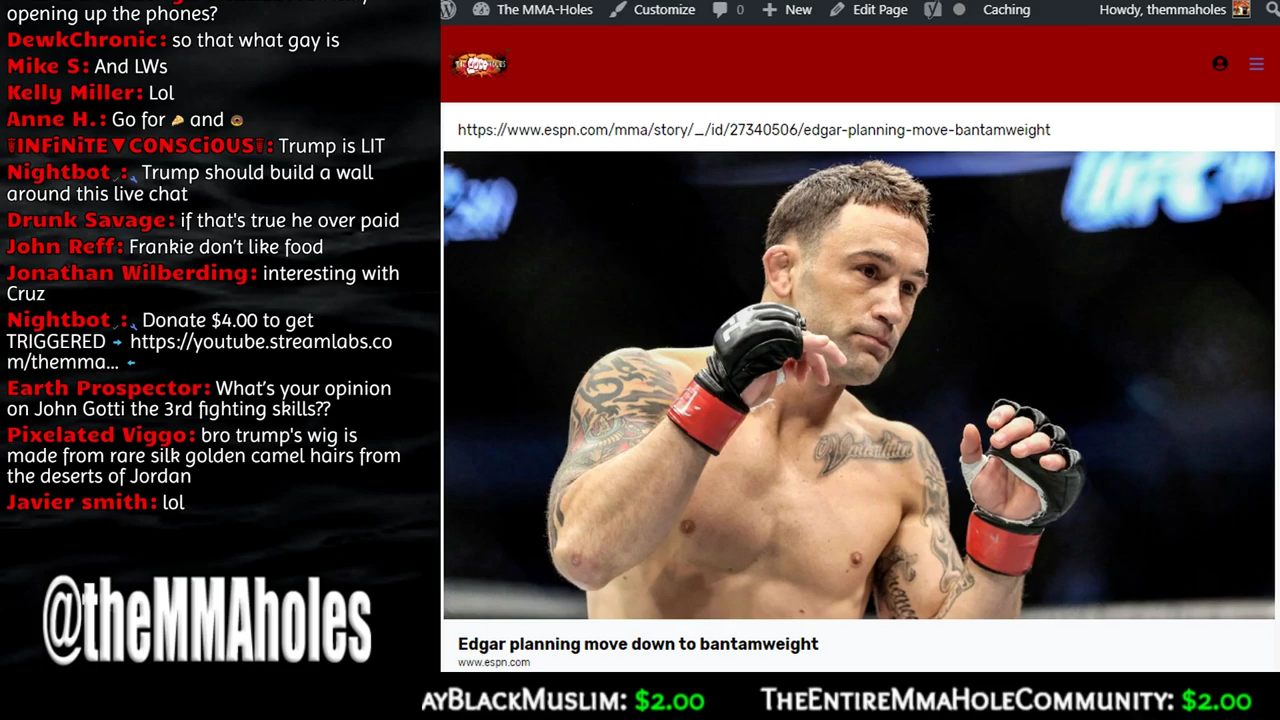 opening up the phones?
DewkChronic: so that what gay is
Mike S: And LWs
Kelly Miller: Lol
Anne H.: Go for and
INFiNiTE▼CONSCiOUS: Trump is LIT
Nightbot: Trump should build a wall
around this live chat
Drunk Savage: if that's true he over paid
John Reff: Frankie don't like food
Jonathan Wilberding: interesting with
Cruz
Nightbot: Donate $4.00 to get
TRIGGERED https://youtube.streamlabs.co
m/themma...
Earth Prospector: What's your opinion
on John Gotti the 3rd fighting skills??
Pixelated Viggo: bro trump's wig is
made from rare silk golden camel hairs from
the deserts of Jordan
Javier smith: lol
@theMMAholes
The MMA-Holes Customize 0 New Edit Page Caching Howdy, themmaholes
https://www.espn.com/mma/story/_/id/27340506/edgar-planning-move-bantamweight
Edgar planning move down to bantamweight
www.espn.com
AYBLACKMUSLIM: $2.00 THEENTIREMMAHOLECOMMUNITY: $2.00